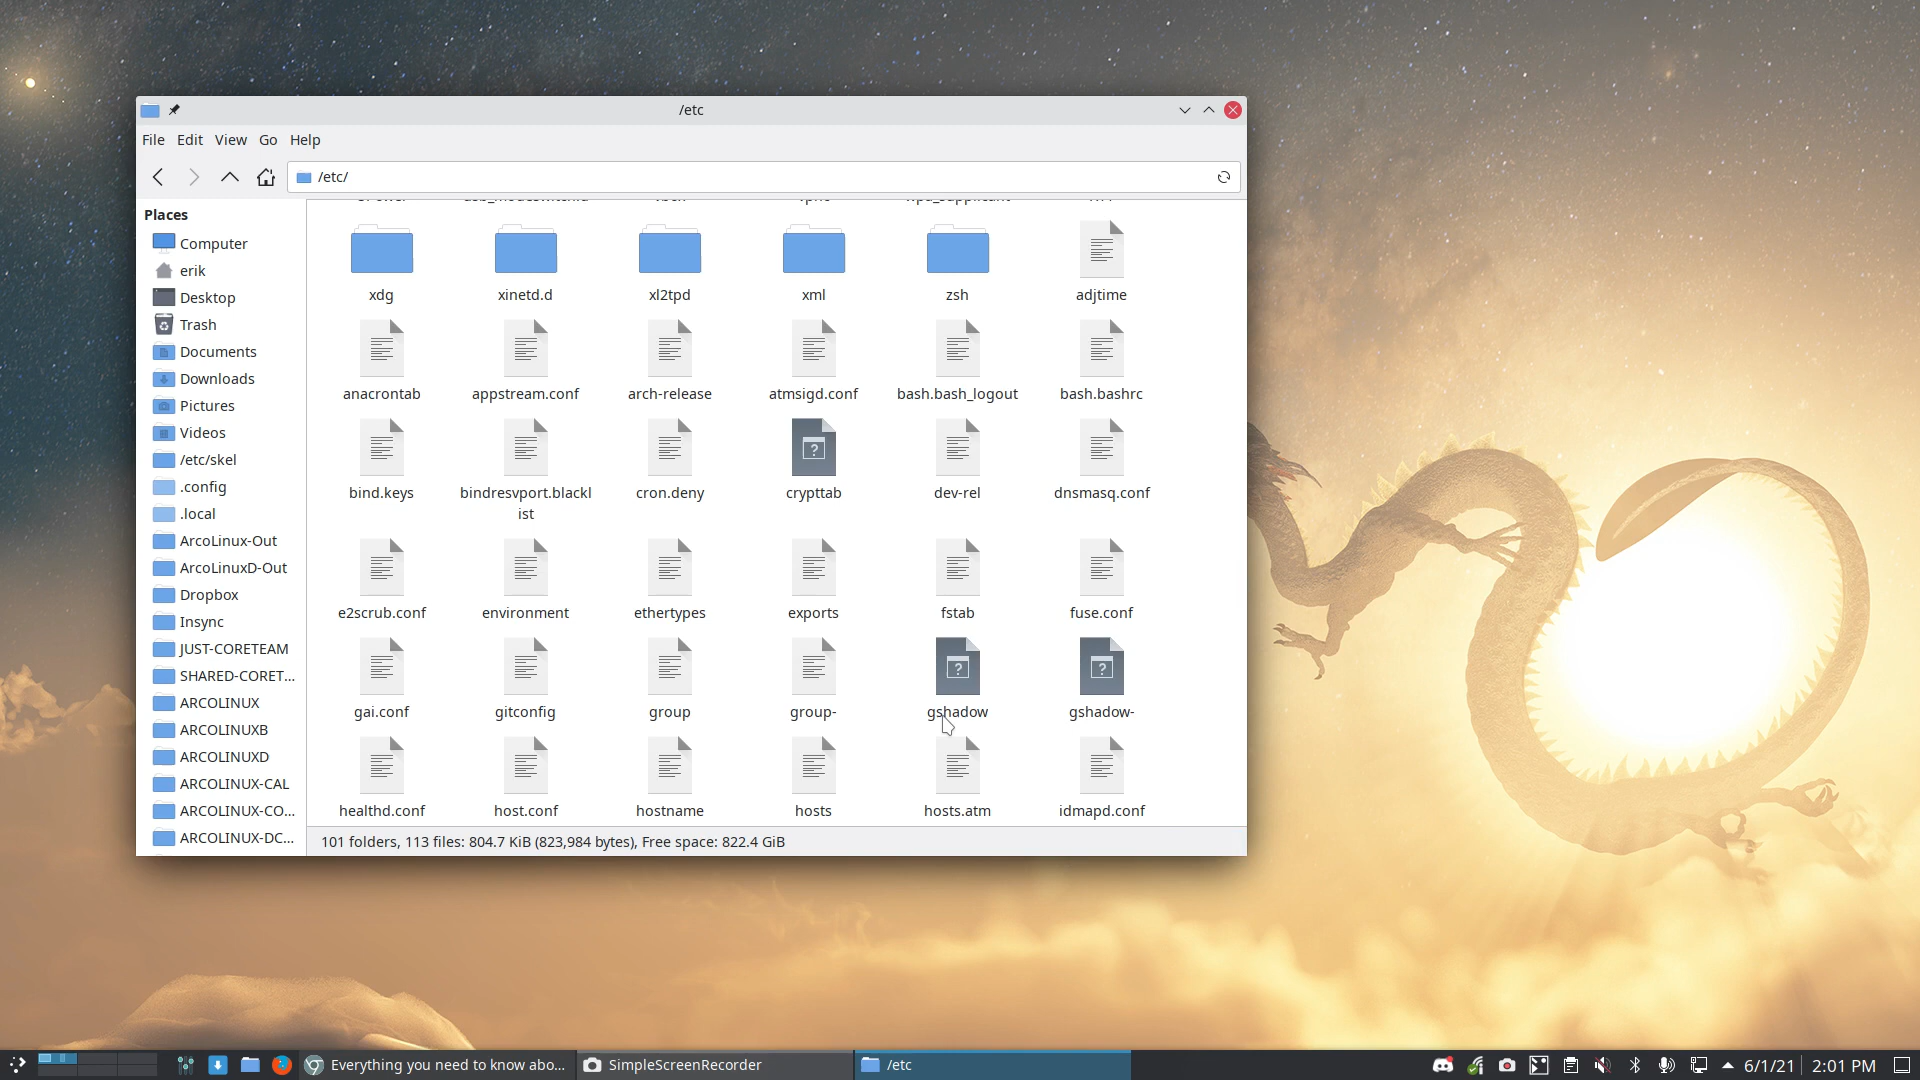 /etc
File Edit View Go Help
/etc/
Places
Computer
erik
Desktop
Trash
Documents
Downloads
Pictures
Videos
/etc/skel
.config
.local
ArcoLinux-Out
ArcoLinuxD-Out
Dropbox
Insync
JUST-CORETEAM
SHARED-CORET...
ARCOLINUX
ARCOLINUXB
ARCOLINUXD
ARCOLINUX-CAL
ARCOLINUX-CO...
ARCOLINUX-DC...
xdg xinetd.d xl2tpd xml zsh adjtime
anacrontab appstream.conf arch-release atmsigd.conf bash.bash_logout bash.bashrc
bind.keys bindresvport.blackl cron.deny crypttab dev-rel dnsmasq.conf
ist
e2scrub.conf environment ethertypes exports fstab fuse.conf
gai.conf gitconfig group group- gshadow gshadow-
healthd.conf host.conf hostname hosts hosts.atm idmapd.conf
101 folders, 113 files: 804.7 KiB (823,984 bytes), Free space: 822.4 GiB
Everything you need to know abo... SimpleScreenRecorder /etc 6/1/21 2:01 PM